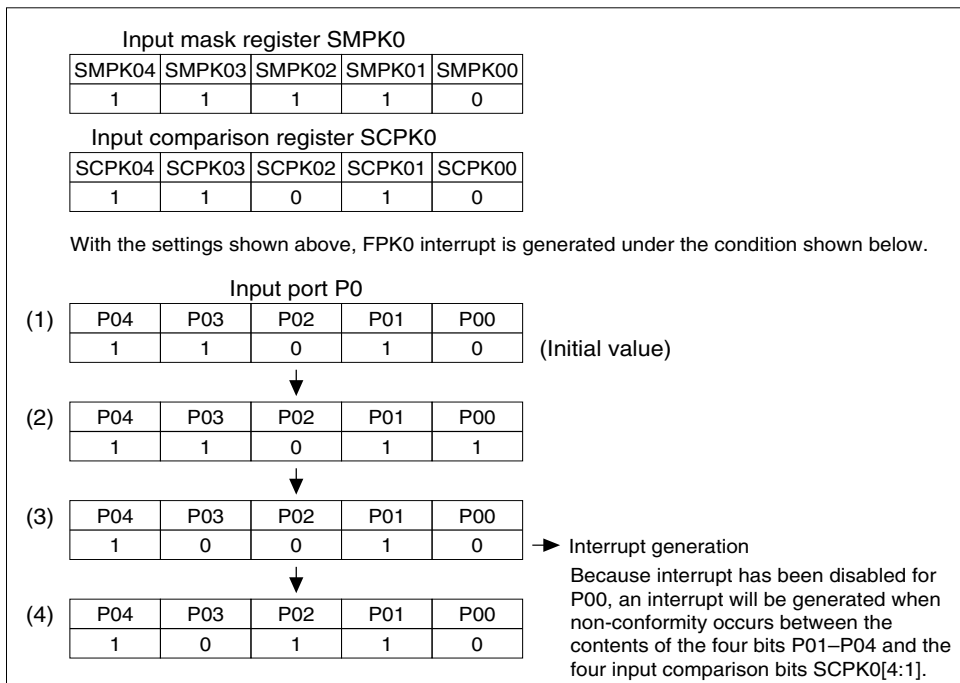 Input mask register SMPK0
SMPK04 SMPK03 SMPK02 SMPK01 SMPK00
1 1 1 1 0
Input comparison register SCPK0
SCPK04 SCPK03 SCPK02 SCPK01 SCPK00
1 1 0 1 0
With the settings shown above, FPK0 interrupt is generated under the condition shown below.
Input port P0
(1) P04 P03 P02 P01 P00
1 1 0 1 0 (Initial value)
(2) P04 P03 P02 P01 P00
1 1 0 1 1
(3) P04 P03 P02 P01 P00
1 0 0 1 0 Interrupt generation
Because interrupt has been disabled for
P00, an interrupt will be generated when
non-conformity occurs between the
contents of the four bits P01–P04 and the
four input comparison bits SCPK0[4:1].
(4) P04 P03 P02 P01 P00
1 0 1 1 0